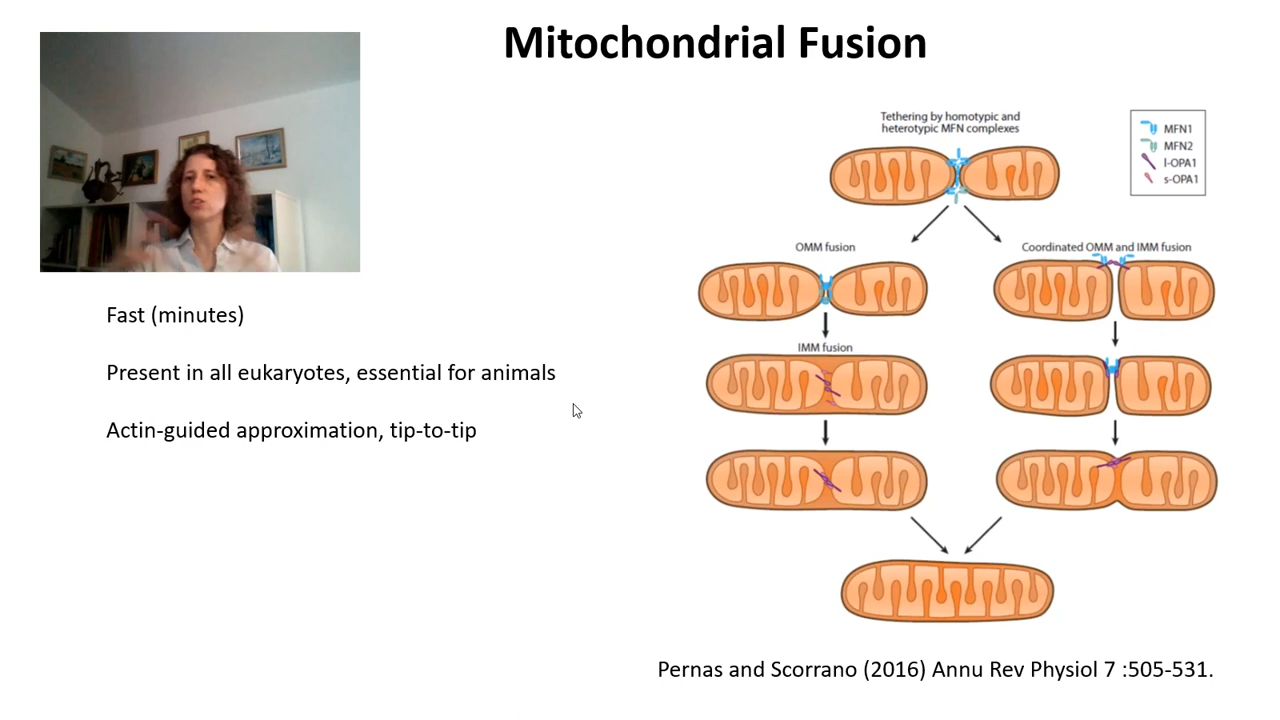 Mitochondrial Fusion
Fast (minutes)
Present in all eukaryotes, essential for animals
Actin-guided approximation, tip-to-tip
Tethering by homotypic and
heterotypic MFN complexes
MFN1
MFN2
l-OPA1
s-OPA1
OMM fusion
Coordinated OMM and IMM fusion
IMM fusion
Pernas and Scorrano (2016) Annu Rev Physiol 7 :505-531.